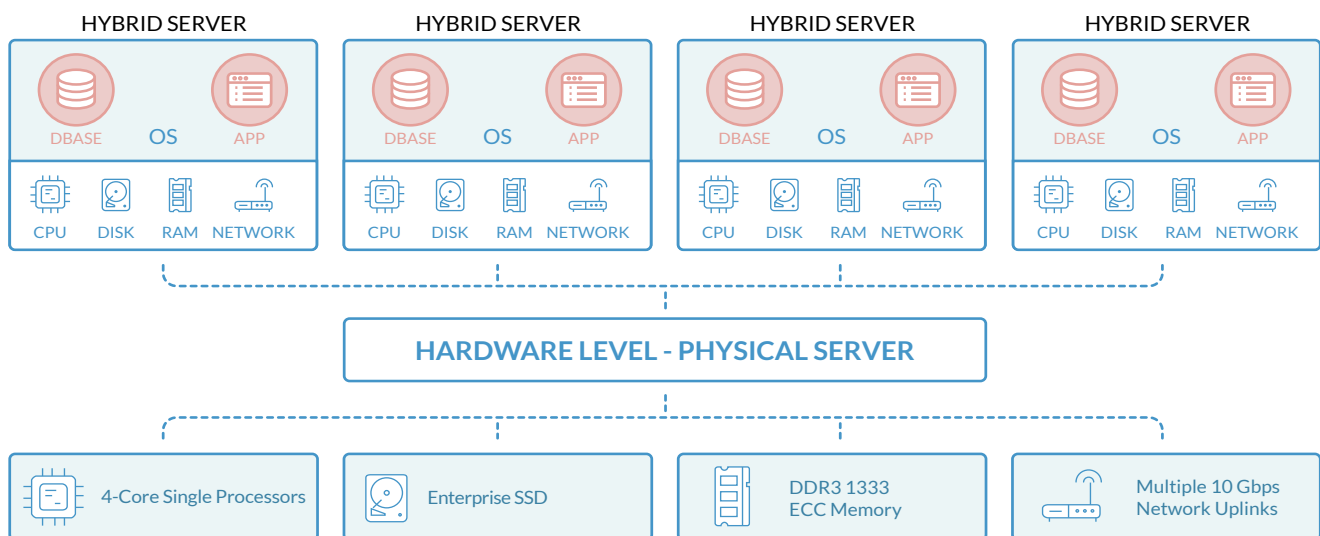 HYBRID SERVER
DBASE
OS
APP
CPU
DISK
RAM
NETWORK
HYBRID SERVER
DBASE
OS
APP
CPU
DISK
RAM
NETWORK
HYBRID SERVER
DBASE
OS
APP
CPU
DISK
RAM
NETWORK
HYBRID SERVER
DBASE
OS
APP
CPU
DISK
RAM
NETWORK
HARDWARE LEVEL - PHYSICAL SERVER
4-Core Single Processors
Enterprise SSD
DDR3 1333
ECC Memory
Multiple 10 Gbps
Network Uplinks